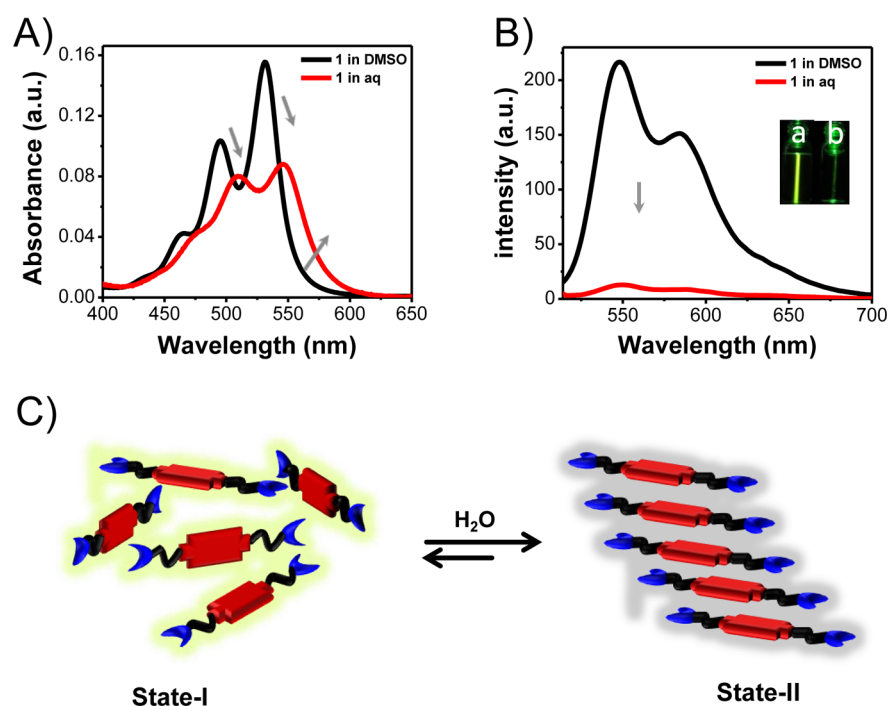 A)
Absorbance (a.u.)
0.16
0.12
0.08
0.04
0.00
1 in DMSO
1 in aq
400 450 500 550 600 650
Wavelength (nm)
B)
intensity (a.u.)
200
150
100
50
0
1 in DMSO
1 in aq
a b
550 600 650 700
Wavelength (nm)
C)
H₂O
State-I
State-II